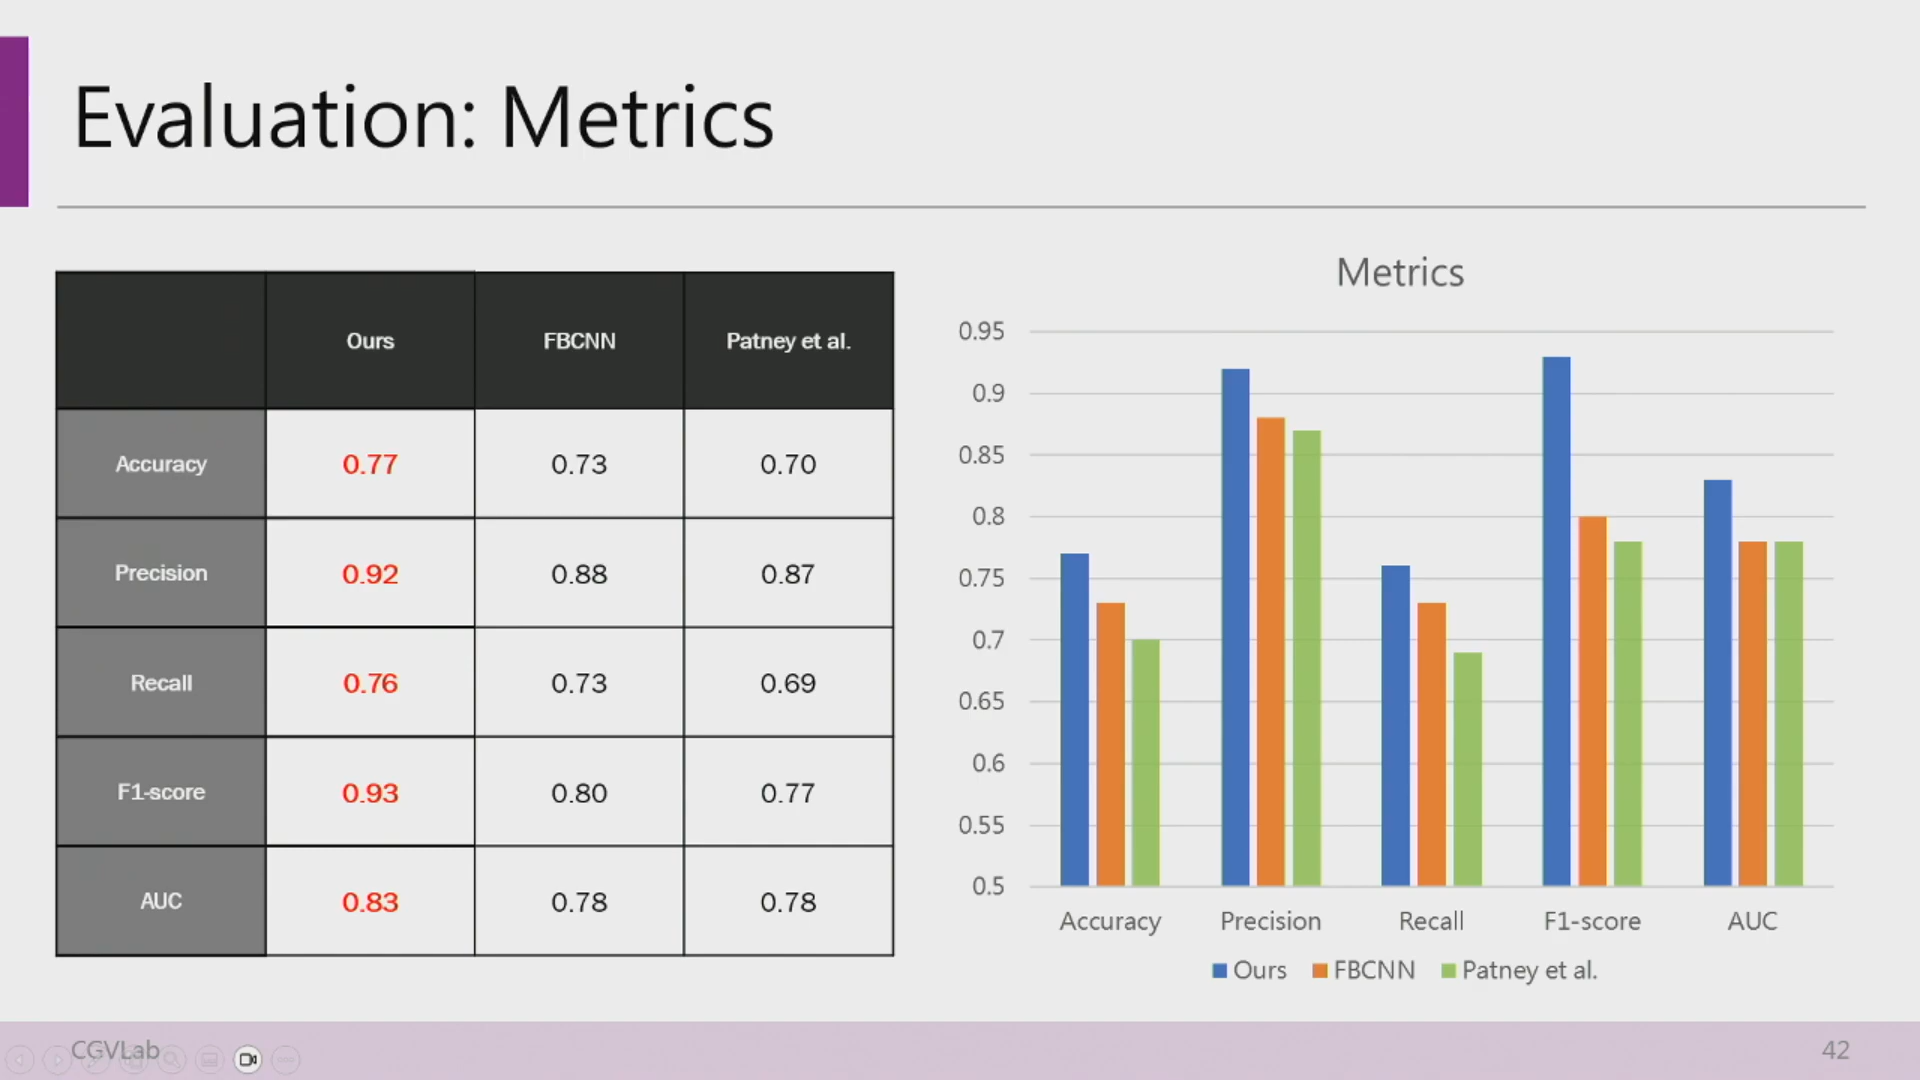 Evaluation: Metrics
Ours FBCNN Patney et al.
Accuracy 0.77 0.73 0.70
Precision 0.92 0.88 0.87
Recall 0.76 0.73 0.69
F1-score 0.93 0.80 0.77
AUC 0.83 0.78 0.78
Metrics
0.95
0.9
0.85
0.8
0.75
0.7
0.65
0.6
0.55
0.5
Accuracy Precision Recall F1-score AUC
Ours FBCNN Patney et al.
CGVLab
42